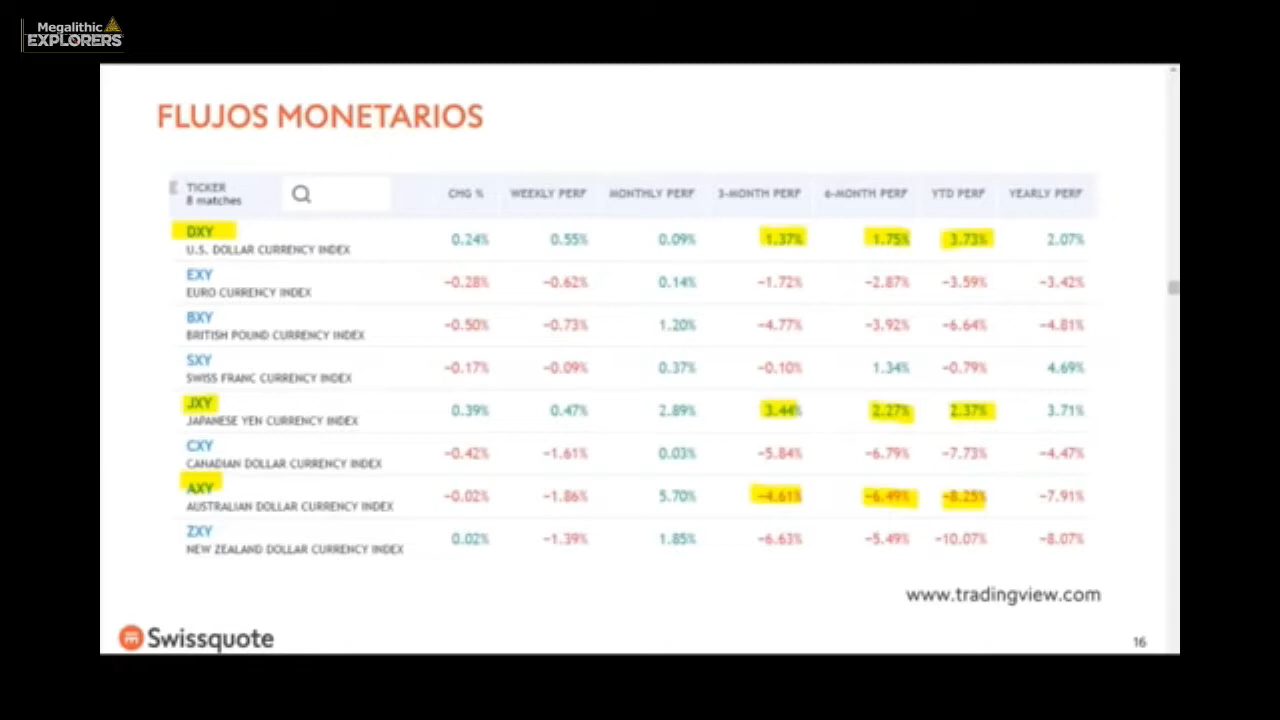 Megalithic
EXPLORERS
FLUJOS MONETARIOS
TICKER
8 matches
CHG % WEEKLY PERF MONTHLY PERF 3-MONTH PERF 6-MONTH PERF YTD PERF YEARLY PERF
DXY
U.S. DOLLAR CURRENCY INDEX
0.24% 0.55% 0.09% 1.37% 1.75% 3.73% 2.07%
EXY
EURO CURRENCY INDEX
−0.28% −0.62% 0.14% −1.72% −2.87% −3.59% −3.42%
BXY
BRITISH POUND CURRENCY INDEX
−0.50% −0.73% 1.20% −4.77% −3.92% −6.64% −4.81%
SXY
SWISS FRANC CURRENCY INDEX
−0.17% −0.09% 0.37% −0.10% 1.34% −0.79% 4.69%
JXY
JAPANESE YEN CURRENCY INDEX
0.39% 0.47% 2.89% 3.44% 2.27% 2.37% 3.71%
CXY
CANADIAN DOLLAR CURRENCY INDEX
−0.42% −1.61% 0.03% −5.84% −6.79% −7.73% −4.47%
AXY
AUSTRALIAN DOLLAR CURRENCY INDEX
−0.02% −1.86% 5.70% −4.61% −6.49% −8.25% −7.91%
ZXY
NEW ZEALAND DOLLAR CURRENCY INDEX
0.02% −1.39% 1.85% −6.63% −5.49% −10.07% −8.07%
www.tradingview.com
Swissquote
16